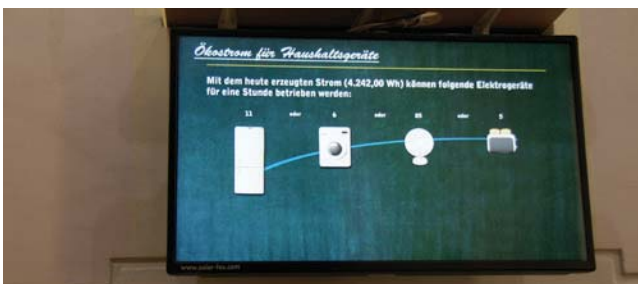 Ökostrom für Haushaltsgeräte
Mit dem heute erzeugten Strom (4.242,00 Wh) können folgende Elektrogeräte
für eine Stunde betrieben werden:
11 oder 6 oder 85 oder 5
www.solar-fox.com